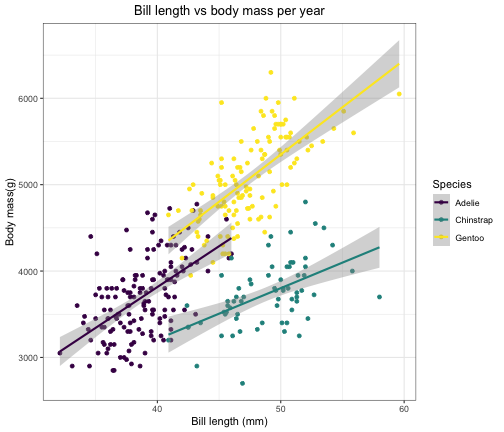 Bill length vs body mass per year
Body mass(g)
6000
5000
4000
3000
40
50
60
Bill length (mm)
Species
Adelie
Chinstrap
Gentoo